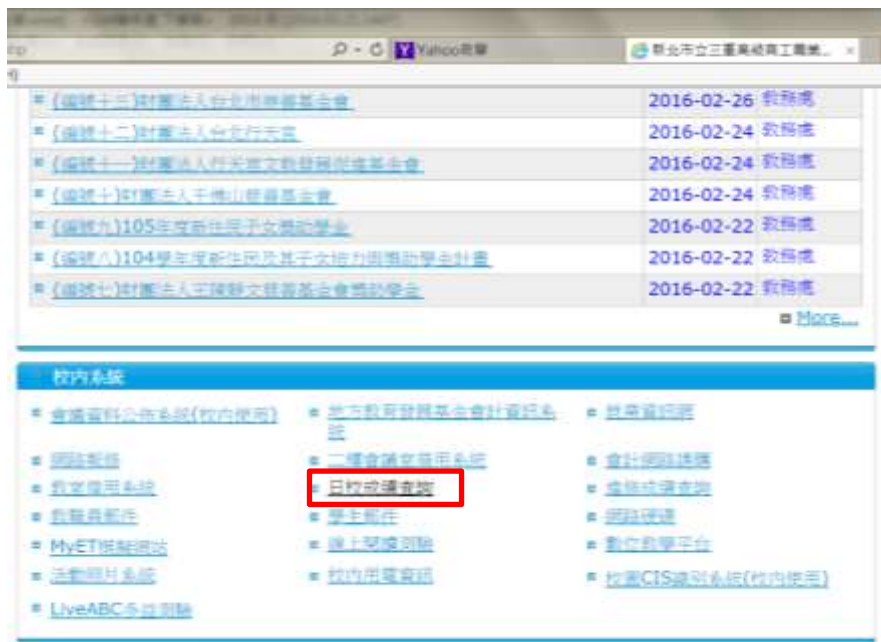 Yahoo奇摩
新北市立三重高級商工職業...
(編號十三)財團法人台北市慈善基金會 2016-02-26 教務處
(編號十二)財團法人台北行天宮 2016-02-24 教務處
(編號十一)財團法人行天宮文教發展促進基金會 2016-02-24 教務處
(編號十)財團法人千佛山慈善基金會 2016-02-24 教務處
(編號九)105年度新住民子女獎助學金 2016-02-22 教務處
(編號八)104學年度新住民及其子女培力與獎助學金計畫 2016-02-22 教務處
(編號七)財團法人王陳靜文慈善基金會獎助學金 2016-02-22 教務處
More...
校內系統
會議資料公佈系統(校內使用) 地方教育發展基金會計資訊系統 就業資訊網
網路報修 二樓會議室借用系統 會計網路請購
教室借用系統 日校成績查詢 進修成績查詢
教職員郵件 學生郵件 網路硬碟
MyET模擬網站 線上閱讀測驗 數位教學平台
活動照片系統 校內用電資訊 校園CIS識別系統(校內使用)
LiveABC多益測驗